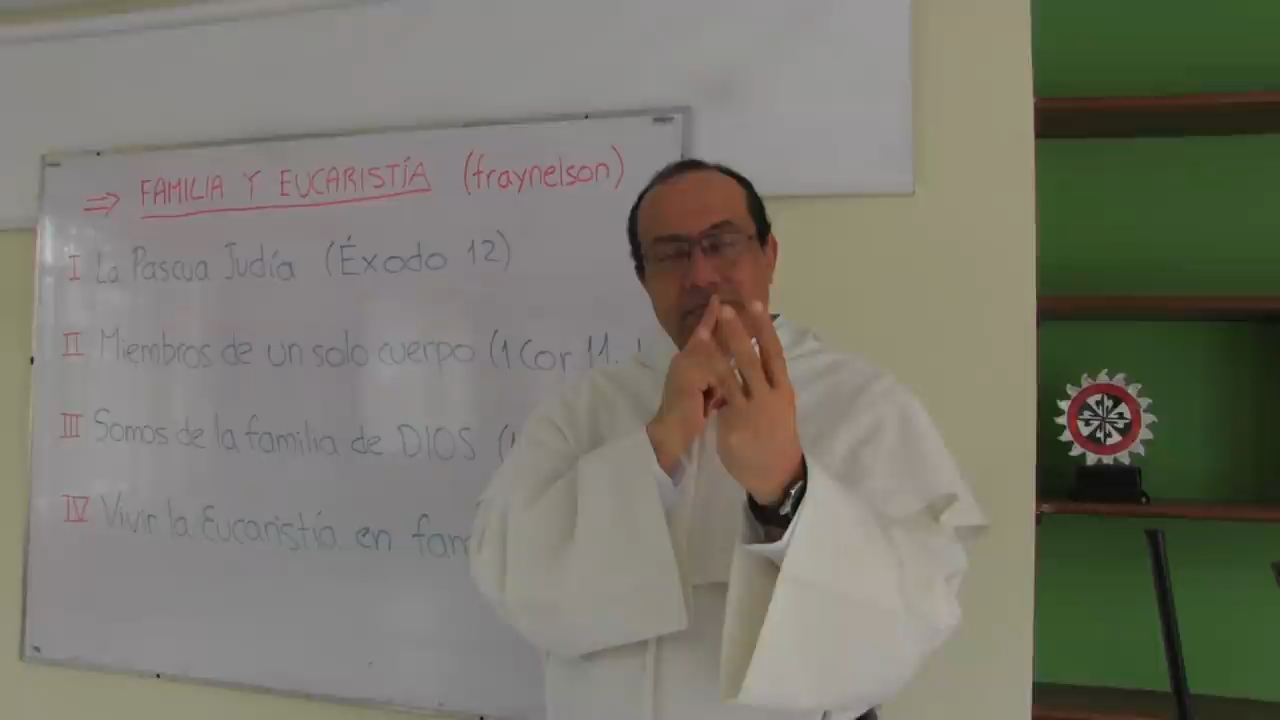 ⇒ FAMILIA Y EUCARISTÍA (fraynelson)
I La Pascua Judía (Éxodo 12)
II Miembros de un solo cuerpo (1 Cor 11.
III Somos de la familia de DIOS (
IV Vivir la Eucaristía en fam